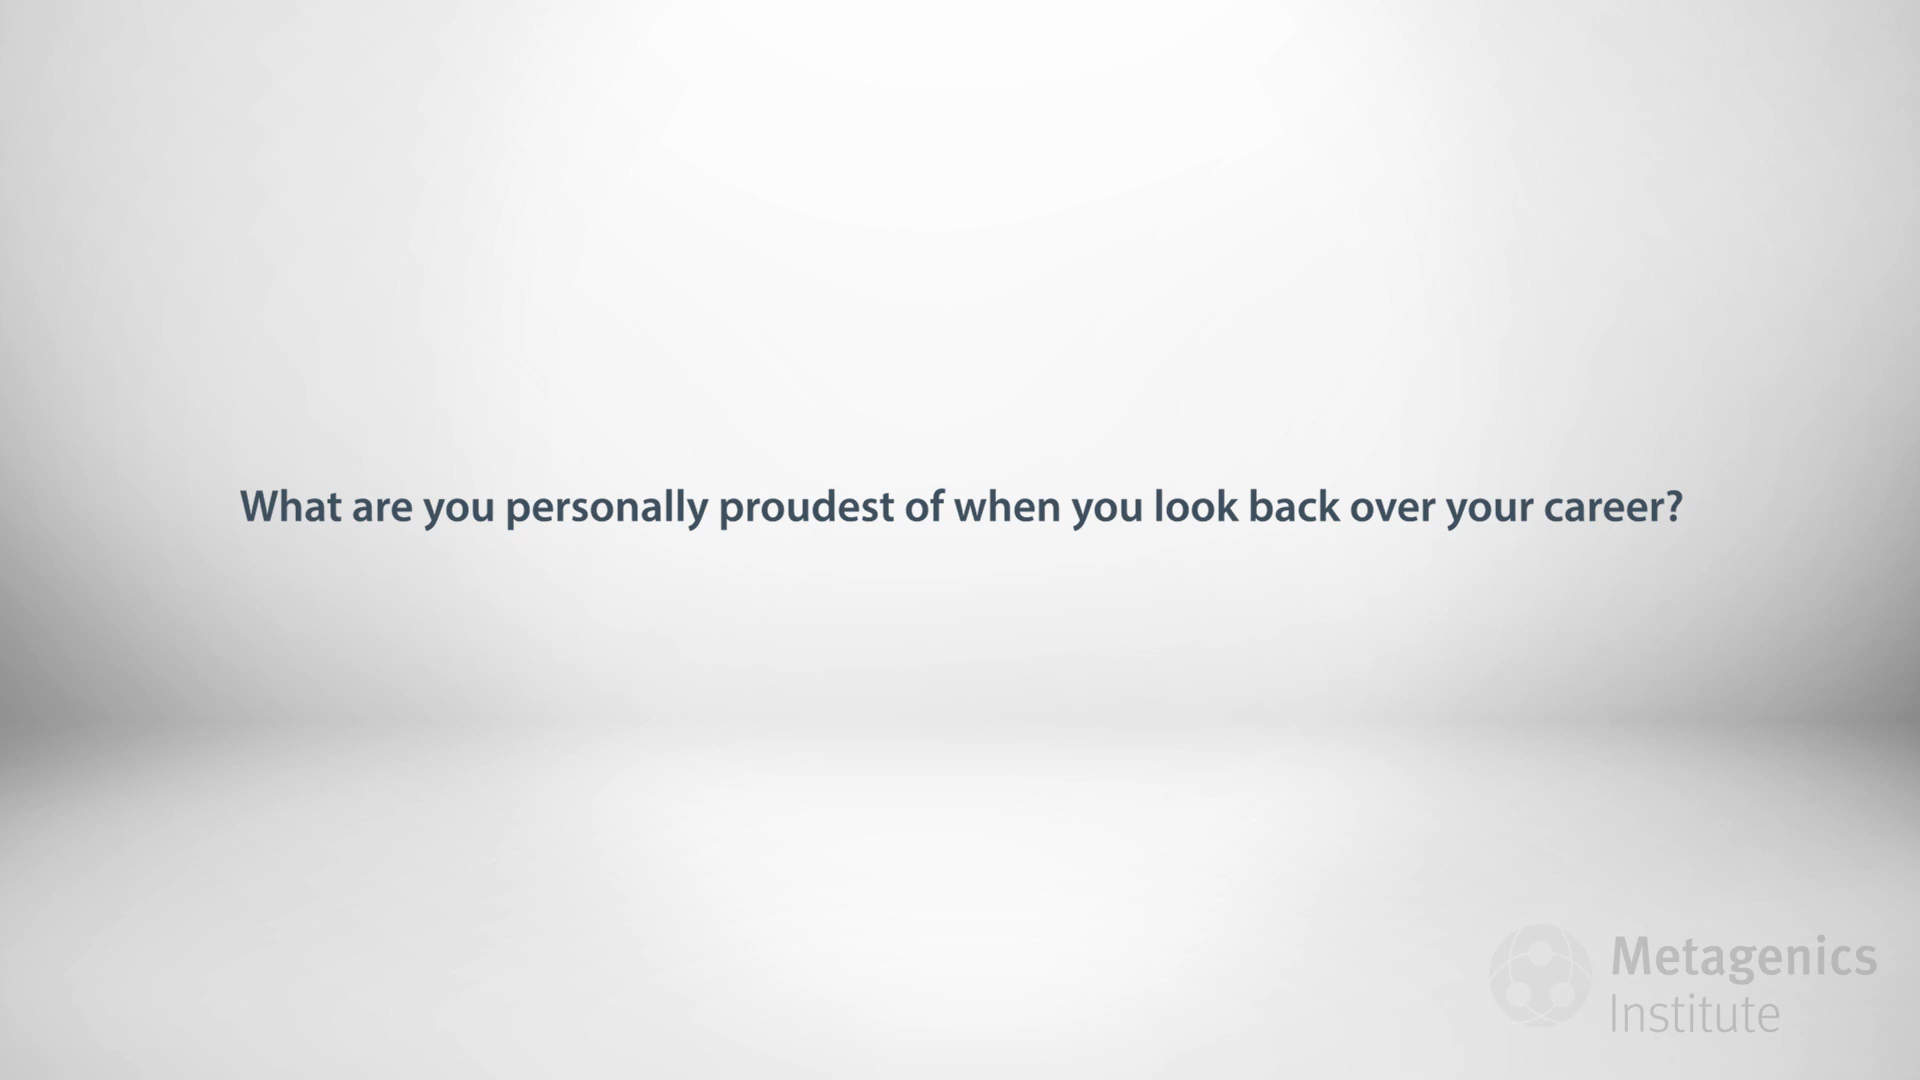 What are you personally proudest of when you look back over your career?
Metagenics
Institute